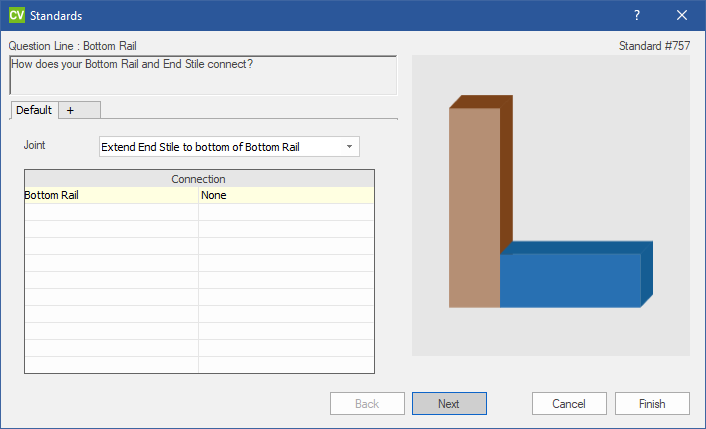 CV Standards ?
Question Line : Bottom Rail Standard #757
How does your Bottom Rail and End Stile connect?
Default +
Joint Extend End Stile to bottom of Bottom Rail
Connection
Bottom Rail None
Back Next Cancel Finish